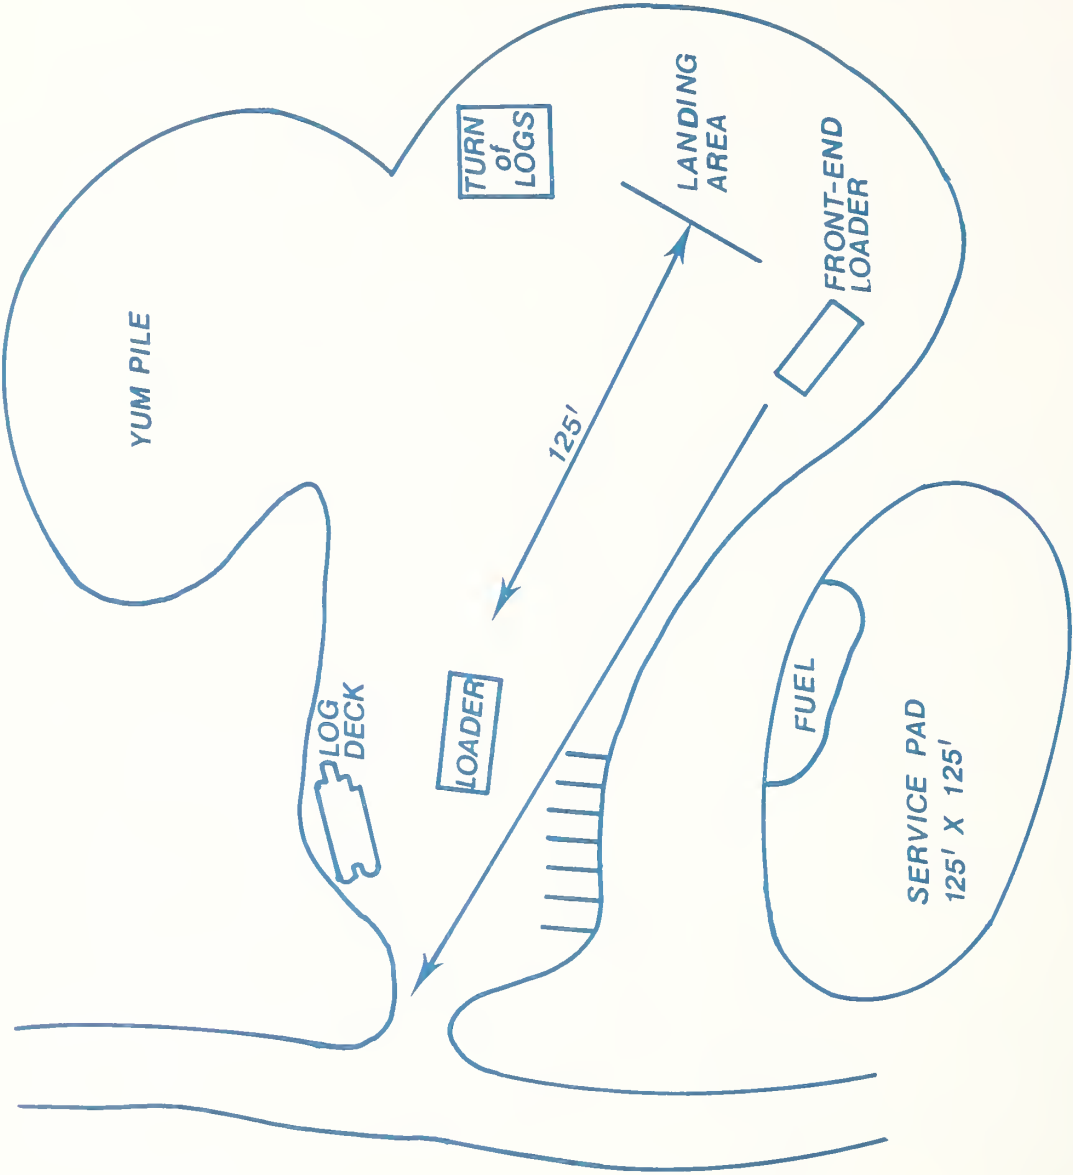 YUM PILE
TURN
of
LOGS
LANDING
AREA
FRONT-END
LOADER
125'
LOG
DECK
LOADER
FUEL
SERVICE PAD
125' X 125'